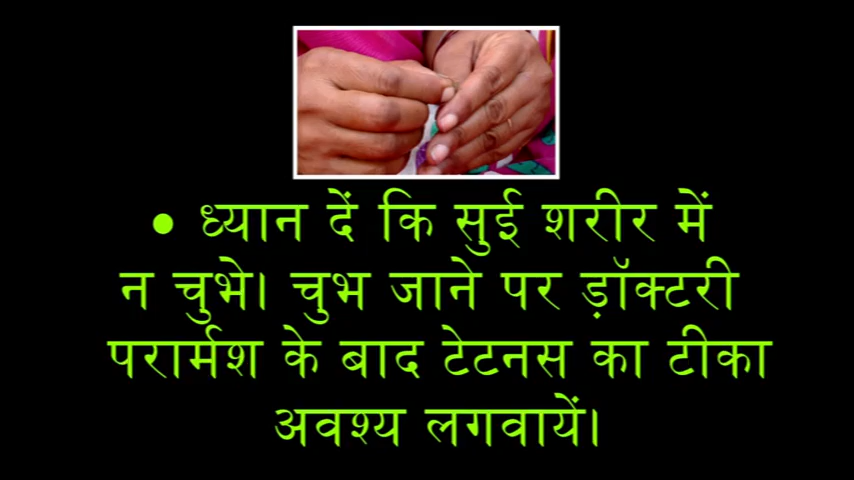 • ध्यान दें कि सुई शरीर में
न चुभे। चुभ जाने पर ड़ॉक्टरी
परार्मश के बाद टेटनस का टीका
अवश्य लगवायें।